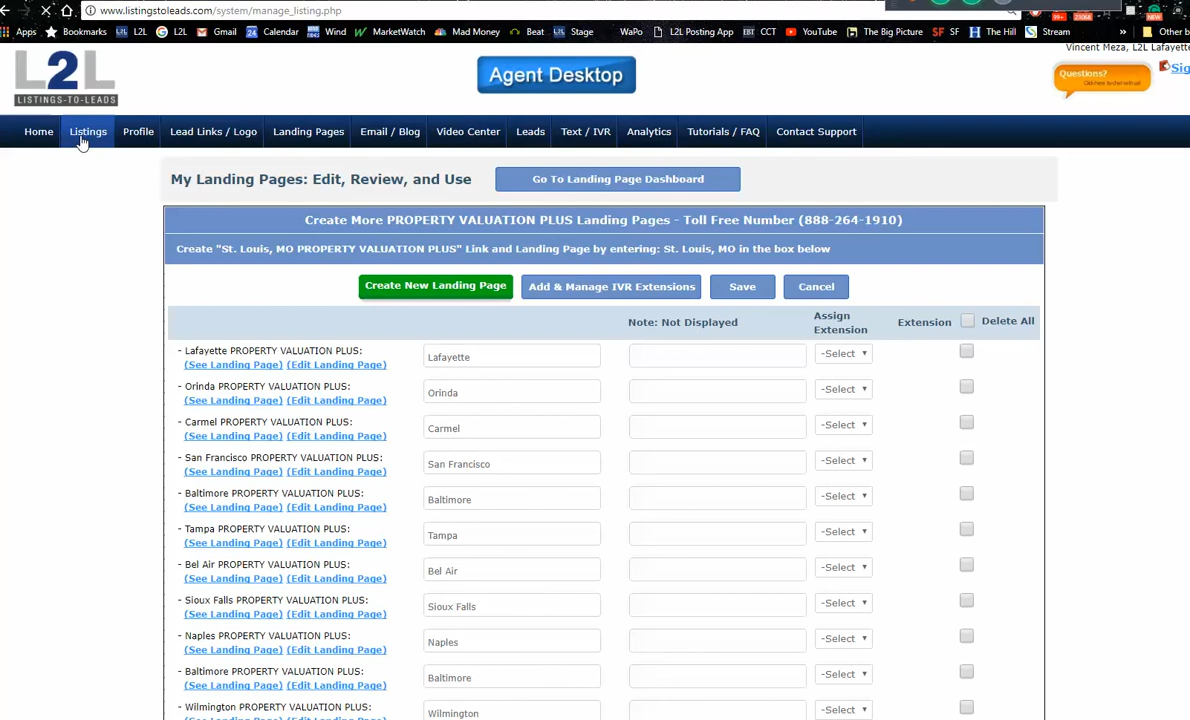 www.listingstoleads.com/system/manage_listing.php
Apps Bookmarks L2L L2L Gmail Calendar Wind MarketWatch Mad Money Beat Stage WaPo L2L Posting App CCT YouTube The Big Picture SF The Hill Stream » Other b
Vincent Meza, L2L Lafayette
L2L
LISTINGS-TO-LEADS
Agent Desktop
Questions?
Sig
Home Listings Profile Lead Links / Logo Landing Pages Email / Blog Video Center Leads Text / IVR Analytics Tutorials / FAQ Contact Support
My Landing Pages: Edit, Review, and Use Go To Landing Page Dashboard
Create More PROPERTY VALUATION PLUS Landing Pages - Toll Free Number (888-264-1910)
Create "St. Louis, MO PROPERTY VALUATION PLUS" Link and Landing Page by entering: St. Louis, MO in the box below
Create New Landing Page Add & Manage IVR Extensions Save Cancel
Note: Not Displayed Assign Extension Extension Delete All
- Lafayette PROPERTY VALUATION PLUS: Lafayette -Select
(See Landing Page) (Edit Landing Page)
- Orinda PROPERTY VALUATION PLUS: Orinda -Select
(See Landing Page) (Edit Landing Page)
- Carmel PROPERTY VALUATION PLUS: Carmel -Select
(See Landing Page) (Edit Landing Page)
- San Francisco PROPERTY VALUATION PLUS: San Francisco -Select
(See Landing Page) (Edit Landing Page)
- Baltimore PROPERTY VALUATION PLUS: Baltimore -Select
(See Landing Page) (Edit Landing Page)
- Tampa PROPERTY VALUATION PLUS: Tampa -Select
(See Landing Page) (Edit Landing Page)
- Bel Air PROPERTY VALUATION PLUS: Bel Air -Select
(See Landing Page) (Edit Landing Page)
- Sioux Falls PROPERTY VALUATION PLUS: Sioux Falls -Select
(See Landing Page) (Edit Landing Page)
- Naples PROPERTY VALUATION PLUS: Naples -Select
(See Landing Page) (Edit Landing Page)
- Baltimore PROPERTY VALUATION PLUS: Baltimore -Select
(See Landing Page) (Edit Landing Page)
- Wilmington PROPERTY VALUATION PLUS: Wilmington -Select
(See Landing Page) (Edit Landing Page)